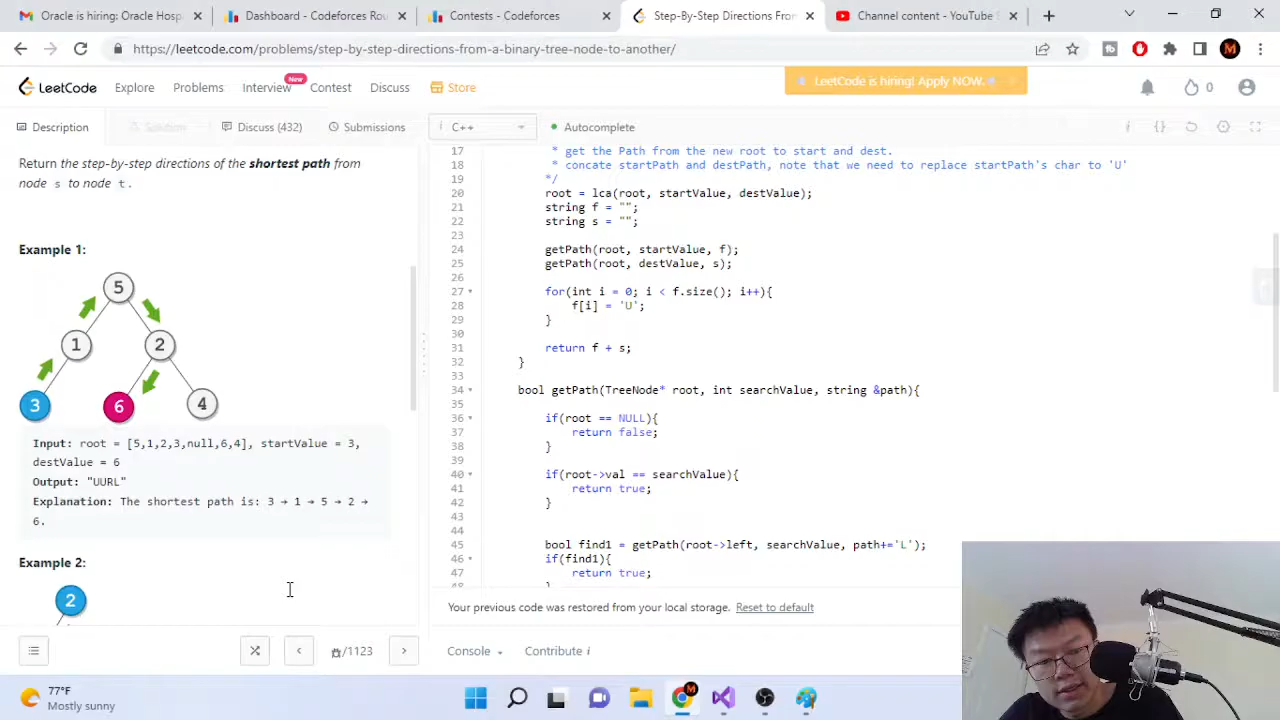 Oracle is hiring: Oracle Hosp
Dashboard - Codeforces Rou
Contests - Codeforces
Step-By-Step Directions From
Channel content - YouTube S
https://leetcode.com/problems/step-by-step-directions-from-a-binary-tree-node-to-another/
LeetCode
Explore
Problems
Interview
New
Contest
Discuss
Store
LeetCode is hiring! Apply NOW.
0
Description
Solution
Discuss (432)
Submissions
C++
Autocomplete
Return the step-by-step directions of the shortest path from
node s to node t.
Example 1:
5
1
2
3
6
4
Input: root = [5,1,2,3,null,6,4], startValue = 3,
destValue = 6
Output: "UURL"
Explanation: The shortest path is: 3 → 1 → 5 → 2 →
6.
Example 2:
2
17 * get the Path from the new root to start and dest.
18 * concate startPath and destPath, note that we need to replace startPath's char to 'U'
19 */
20 root = lca(root, startValue, destValue);
21 string f = "";
22 string s = "";
23
24 getPath(root, startValue, f);
25 getPath(root, destValue, s);
26
27 for(int i = 0; i < f.size(); i++){
28 f[i] = 'U';
29 }
30
31 return f + s;
32 }
33
34 bool getPath(TreeNode* root, int searchValue, string &path){
35
36 if(root == NULL){
37 return false;
38 }
39
40 if(root->val == searchValue){
41 return true;
42 }
43
44
45 bool find1 = getPath(root->left, searchValue, path+='L');
46 if(find1){
47 return true;
48 }
Your previous code was restored from your local storage. Reset to default
/1123
Console
Contribute i
77°F
Mostly sunny